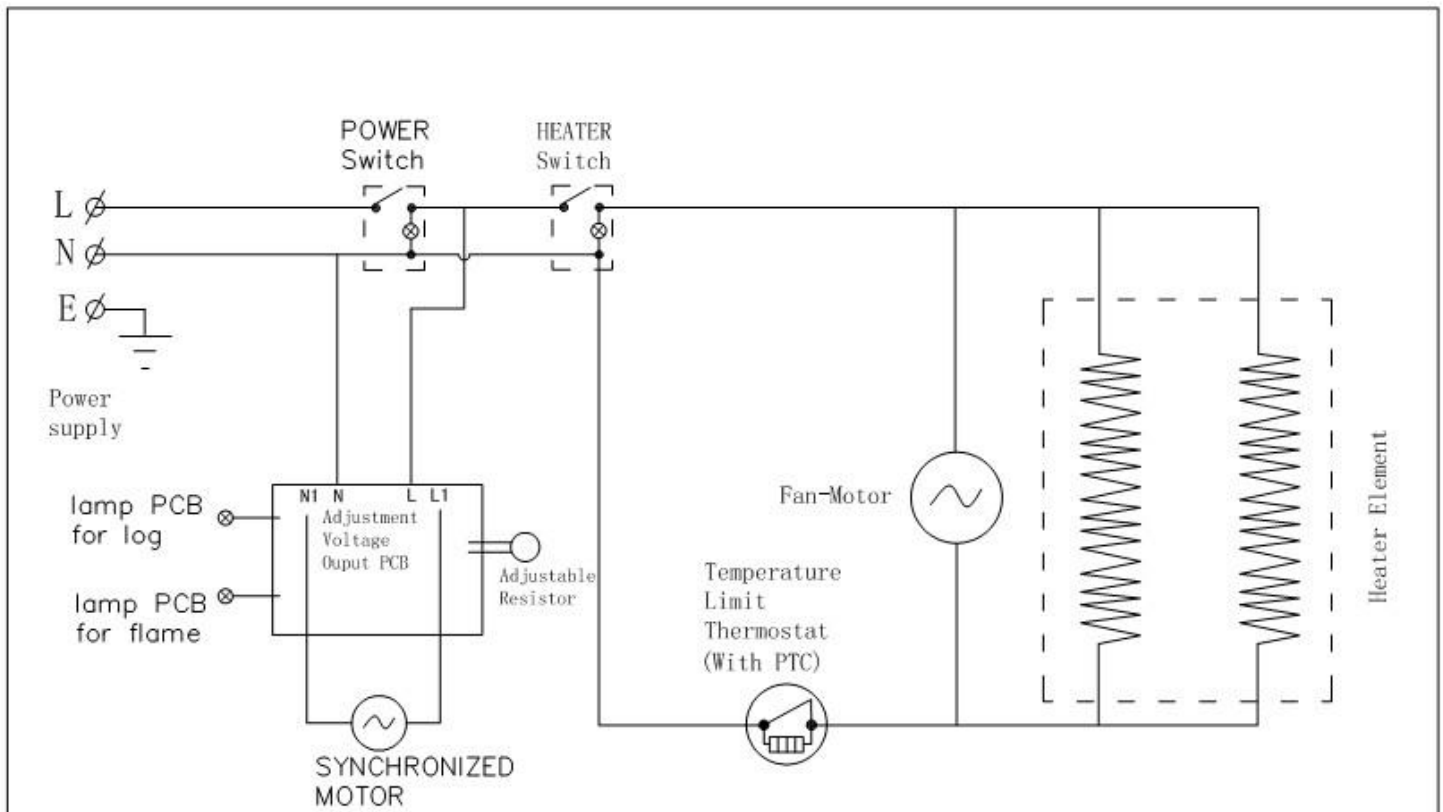 POWER
Switch
HEATER
Switch
L
N
E
Power
supply
N1 N L L1
Adjustment
Voltage
Ouput PCB
lamp PCB
for log
lamp PCB
for flame
Adjustable
Resistor
SYNCHRONIZED
MOTOR
Fan-Motor
Temperature
Limit
Thermostat
(With PTC)
Heater Element